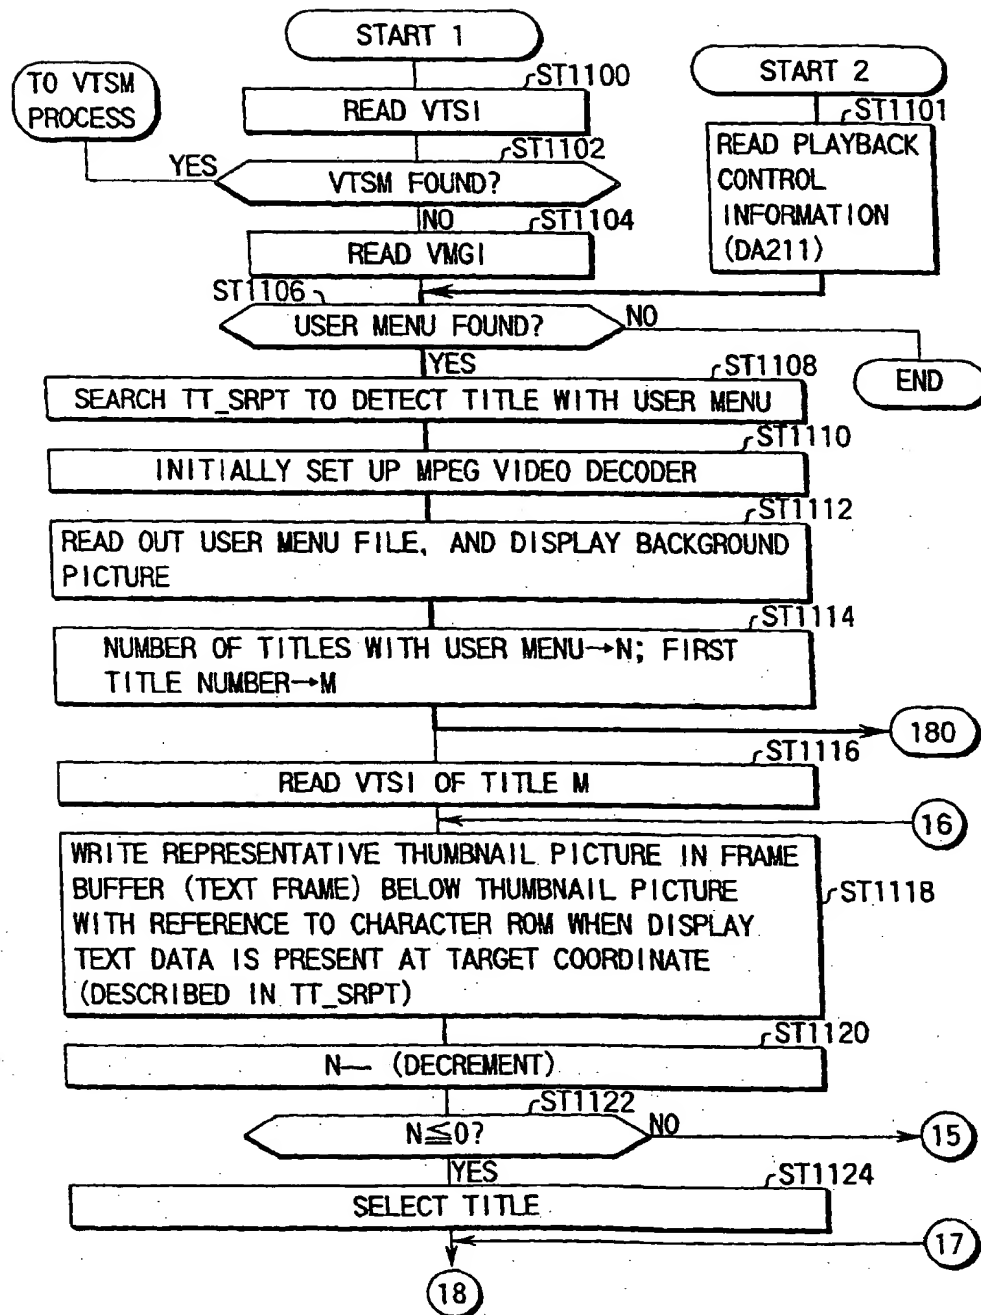 START 1
TO VTSM
PROCESS
START 2
ST1100
READ VTSI
ST1101
READ PLAYBACK
CONTROL
INFORMATION
(DA211)
ST1102
YES
VTSM FOUND?
NO
ST1104
READ VMGI
ST1106
USER MENU FOUND?
NO
YES
END
ST1108
SEARCH TT_SRPT TO DETECT TITLE WITH USER MENU
ST1110
INITIALLY SET UP MPEG VIDEO DECODER
ST1112
READ OUT USER MENU FILE, AND DISPLAY BACKGROUND
PICTURE
ST1114
NUMBER OF TITLES WITH USER MENU→N; FIRST
TITLE NUMBER→M
180
ST1116
READ VTSI OF TITLE M
16
WRITE REPRESENTATIVE THUMBNAIL PICTURE IN FRAME
BUFFER (TEXT FRAME) BELOW THUMBNAIL PICTURE
WITH REFERENCE TO CHARACTER ROM WHEN DISPLAY
TEXT DATA IS PRESENT AT TARGET COORDINATE
(DESCRIBED IN TT_SRPT)
ST1118
ST1120
N— (DECREMENT)
ST1122
N≦0?
NO
15
YES
ST1124
SELECT TITLE
17
18